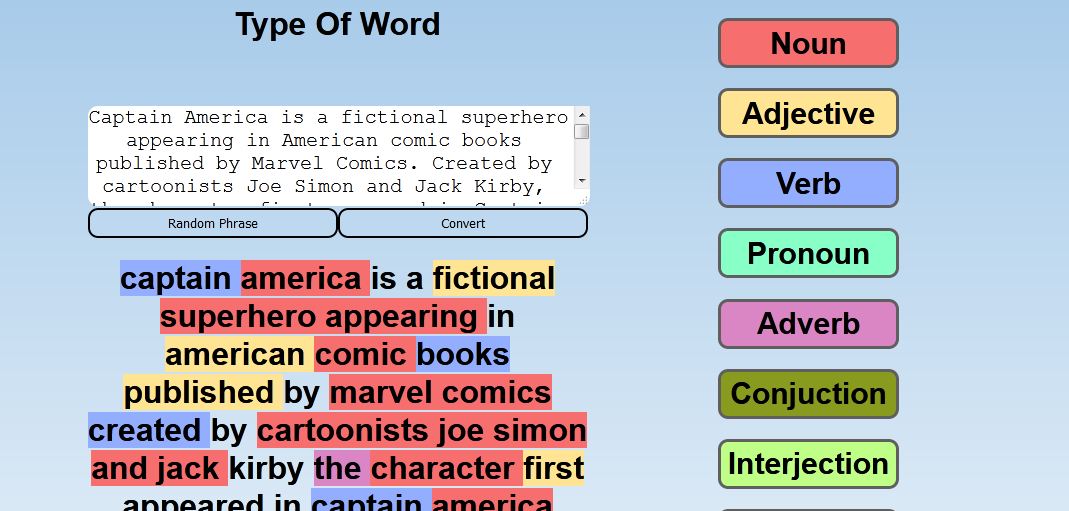 Type Of Word
Captain America is a fictional superhero
appearing in American comic books
published by Marvel Comics. Created by
cartoonists Joe Simon and Jack Kirby,
Random Phrase
Convert
captain america is a fictional
superhero appearing in
american comic books
published by marvel comics
created by cartoonists joe simon
and jack kirby the character first
appeared in captain america
Noun
Adjective
Verb
Pronoun
Adverb
Conjuction
Interjection